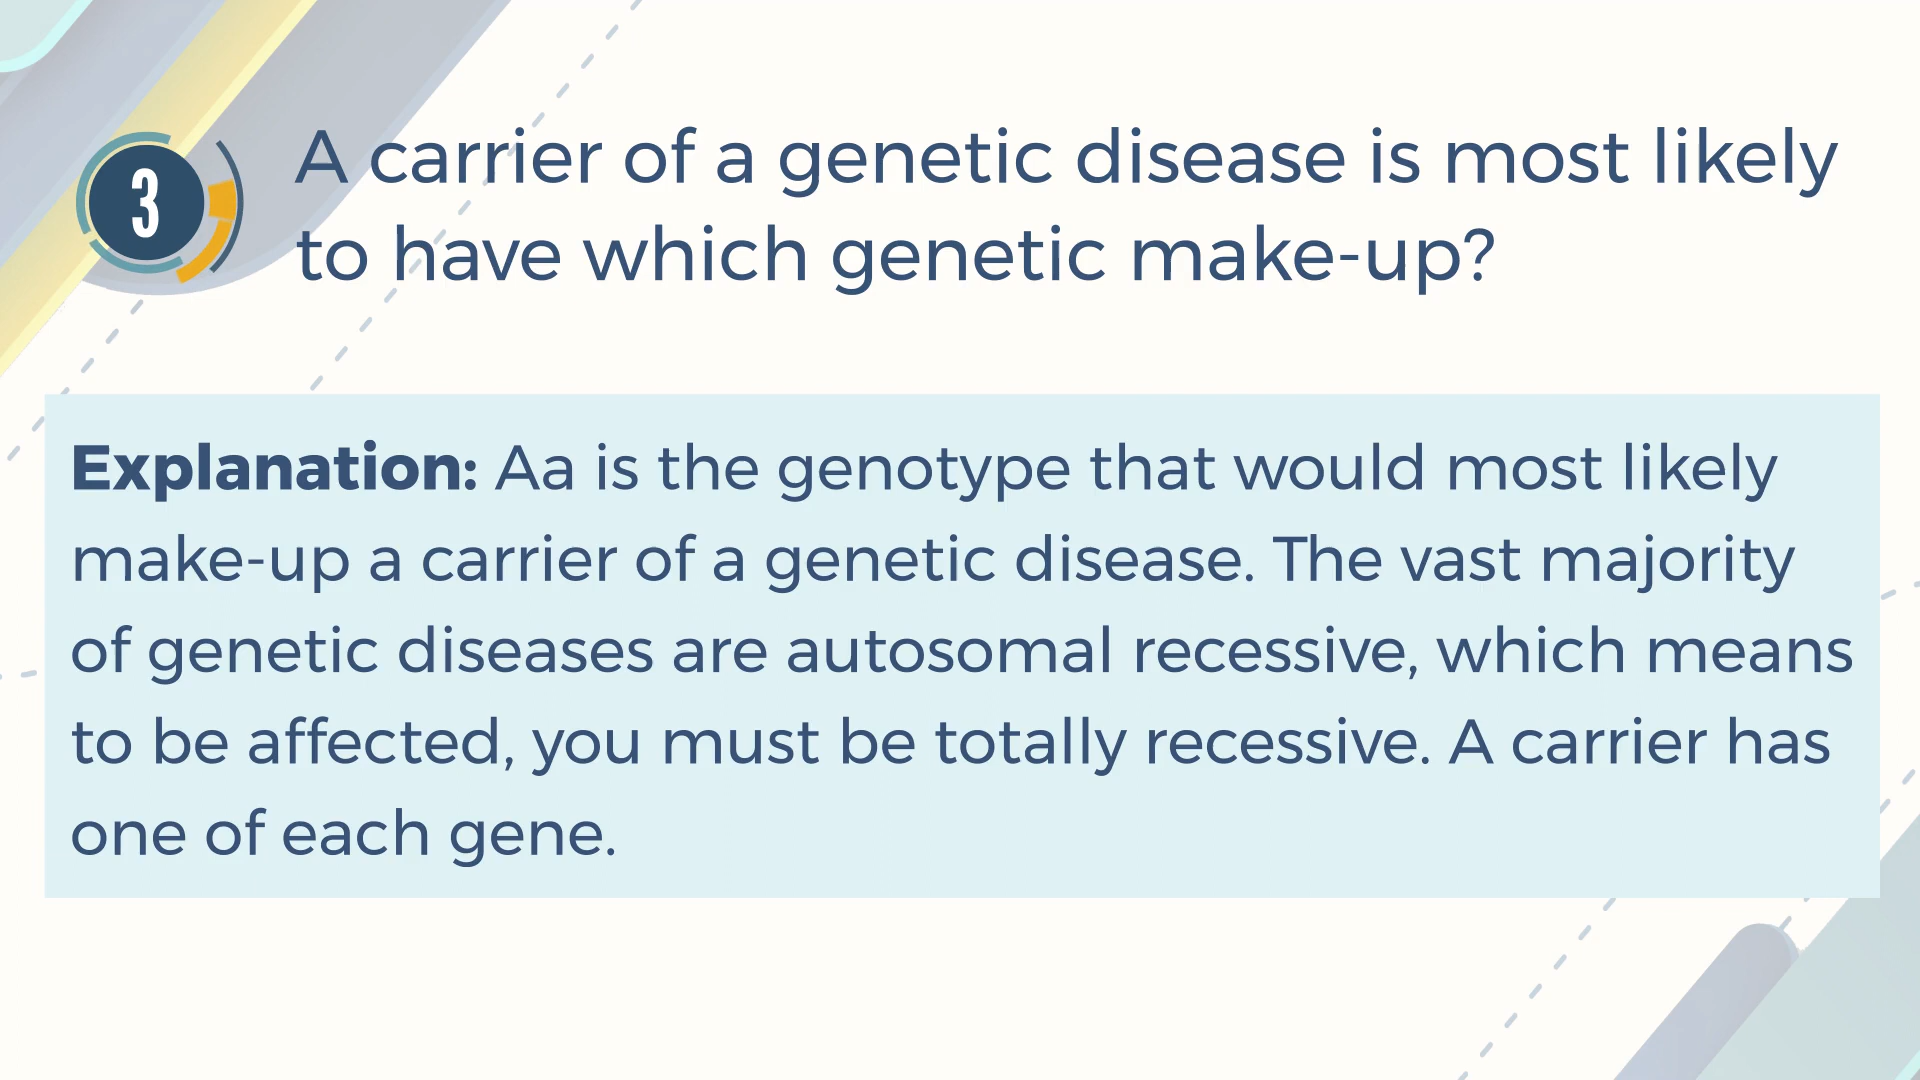 3
A carrier of a genetic disease is most likely
to have which genetic make-up?
Explanation: Aa is the genotype that would most likely
make-up a carrier of a genetic disease. The vast majority
of genetic diseases are autosomal recessive, which means
to be affected, you must be totally recessive. A carrier has
one of each gene.